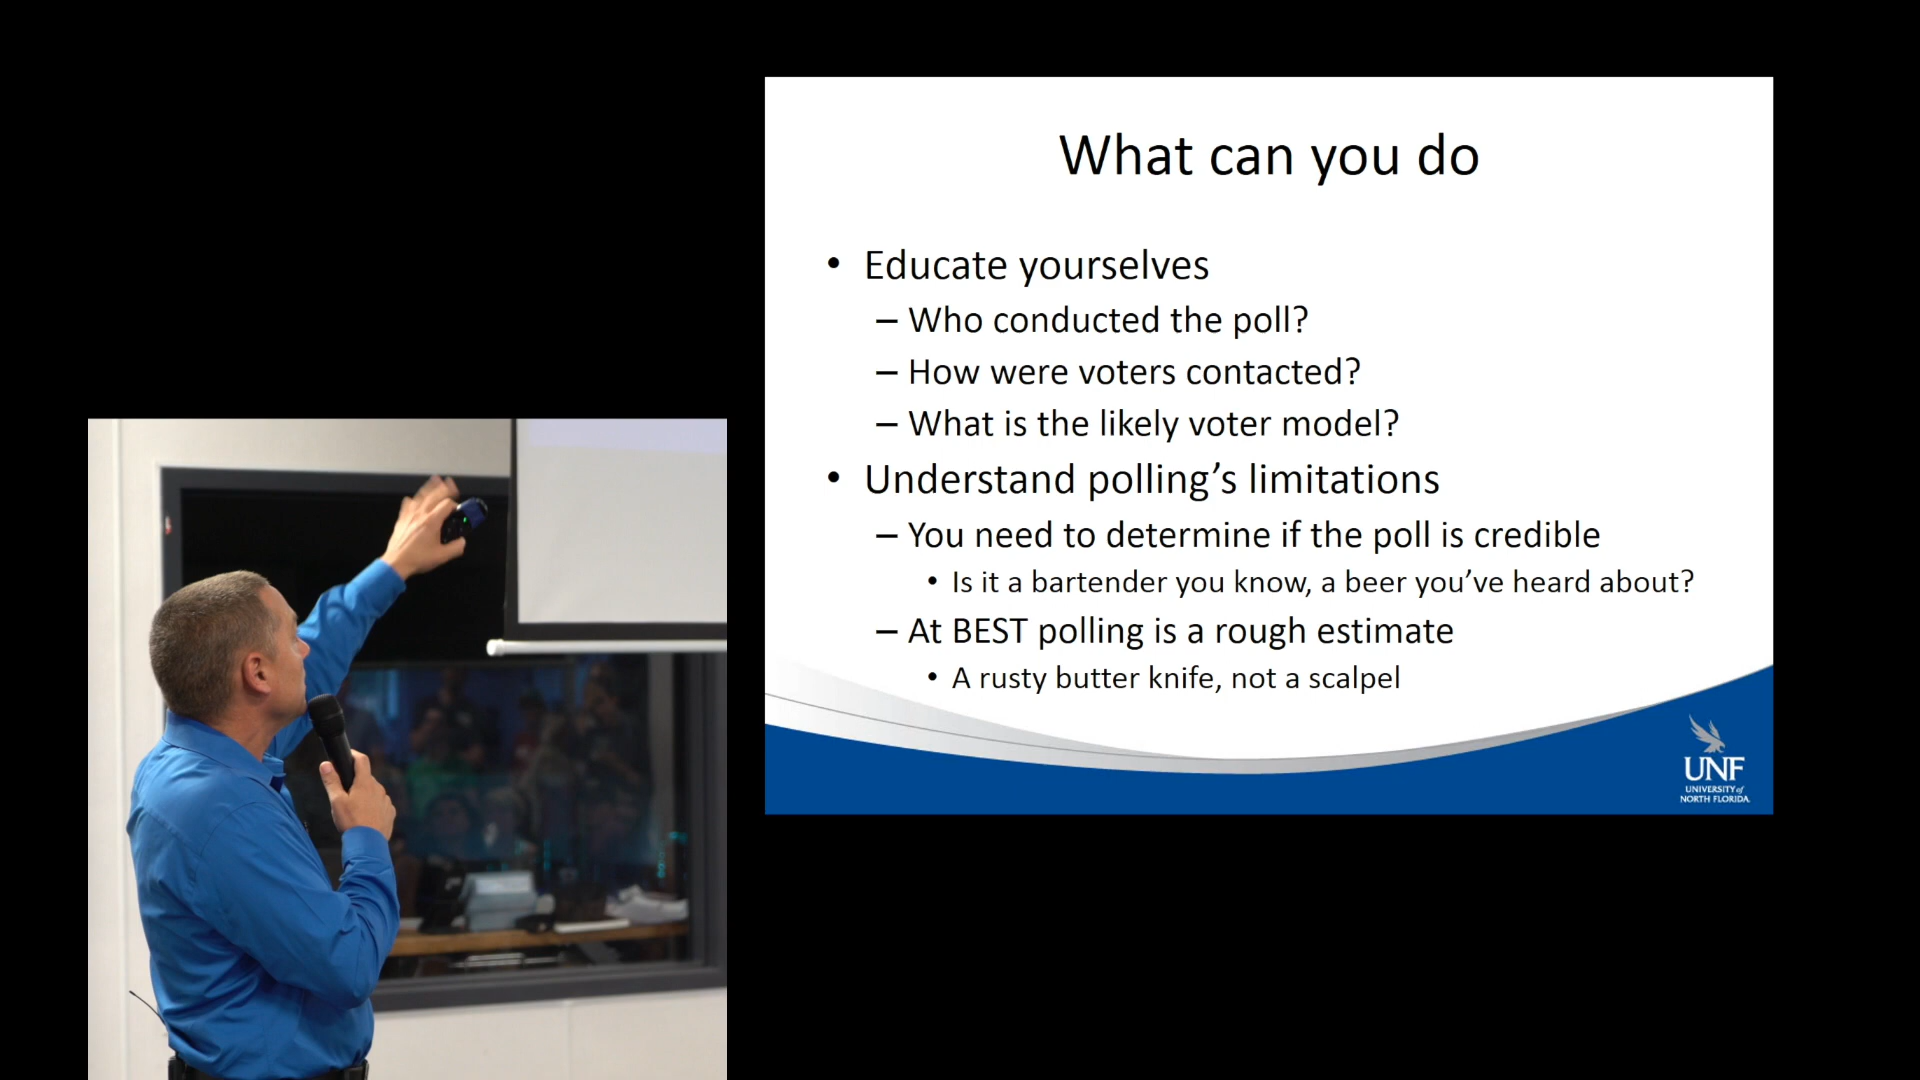 What can you do
• Educate yourselves
– Who conducted the poll?
– How were voters contacted?
– What is the likely voter model?
• Understand polling’s limitations
– You need to determine if the poll is credible
• Is it a bartender you know, a beer you’ve heard about?
– At BEST polling is a rough estimate
• A rusty butter knife, not a scalpel
UNF
UNIVERSITY of
NORTH FLORIDA